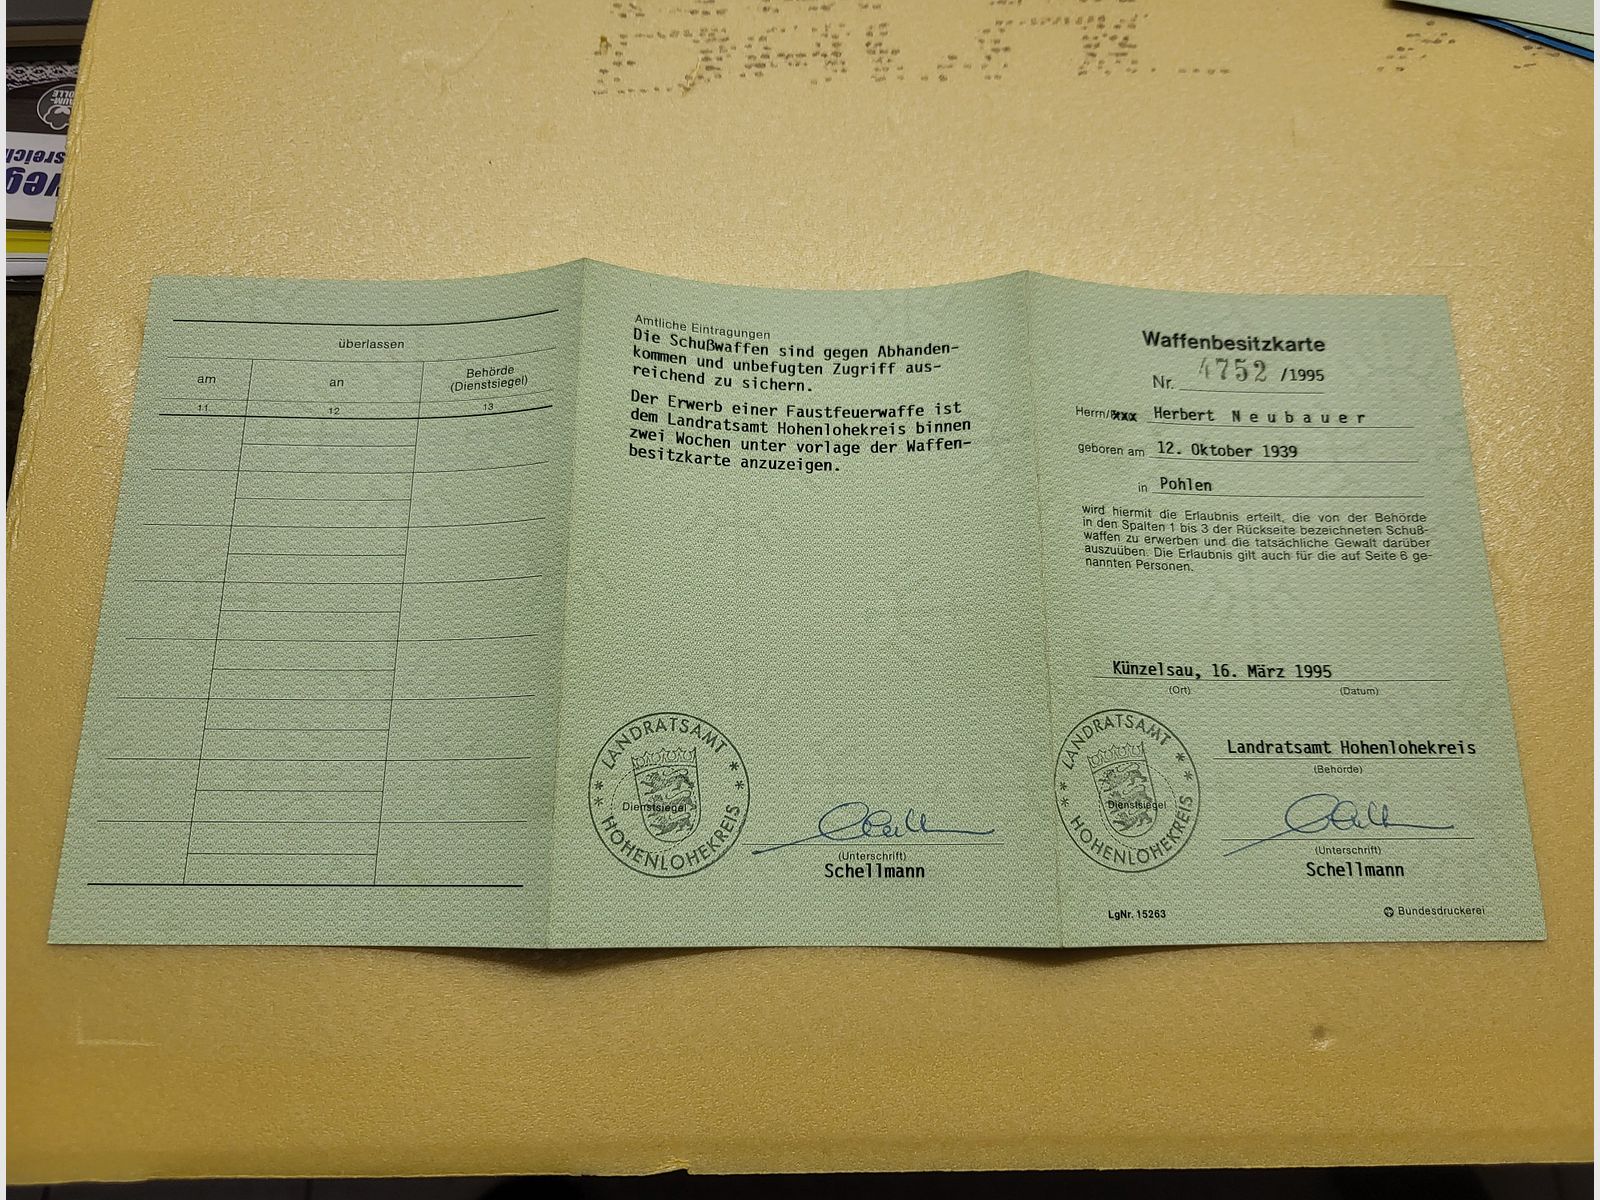 überlassen
am
an
Behörde
(Dienstsiegel)
11
12
13
Amtliche Eintragungen
Die Schußwaffen sind gegen Abhanden-
kommen und unbefugten Zugriff aus-
reichend zu sichern.
Der Erwerb einer Faustfeuerwaffe ist
dem Landratsamt Hohenlohekreis binnen
zwei Wochen unter vorlage der Waffen-
besitzkarte anzuzeigen.
LANDRATSAMT
HOHENLOHEKREIS
Dienstsiegel
(Unterschrift)
Schellmann
Waffenbesitzkarte
Nr. 4752 /1995
Herrn/ Herbert Neubauer
geboren am 12. Oktober 1939
in Pohlen
wird hiermit die Erlaubnis erteilt, die von der Behörde
in den Spalten 1 bis 3 der Rückseite bezeichneten Schuß-
waffen zu erwerben und die tatsächliche Gewalt darüber
auszuüben. Die Erlaubnis gilt auch für die auf Seite 6 ge-
nannten Personen.
Künzelsau, 16. März 1995
(Ort) (Datum)
LANDRATSAMT
HOHENLOHEKREIS
Dienstsiegel
Landratsamt Hohenlohekreis
(Behörde)
(Unterschrift)
Schellmann
LgNr. 15263
Bundesdruckerei